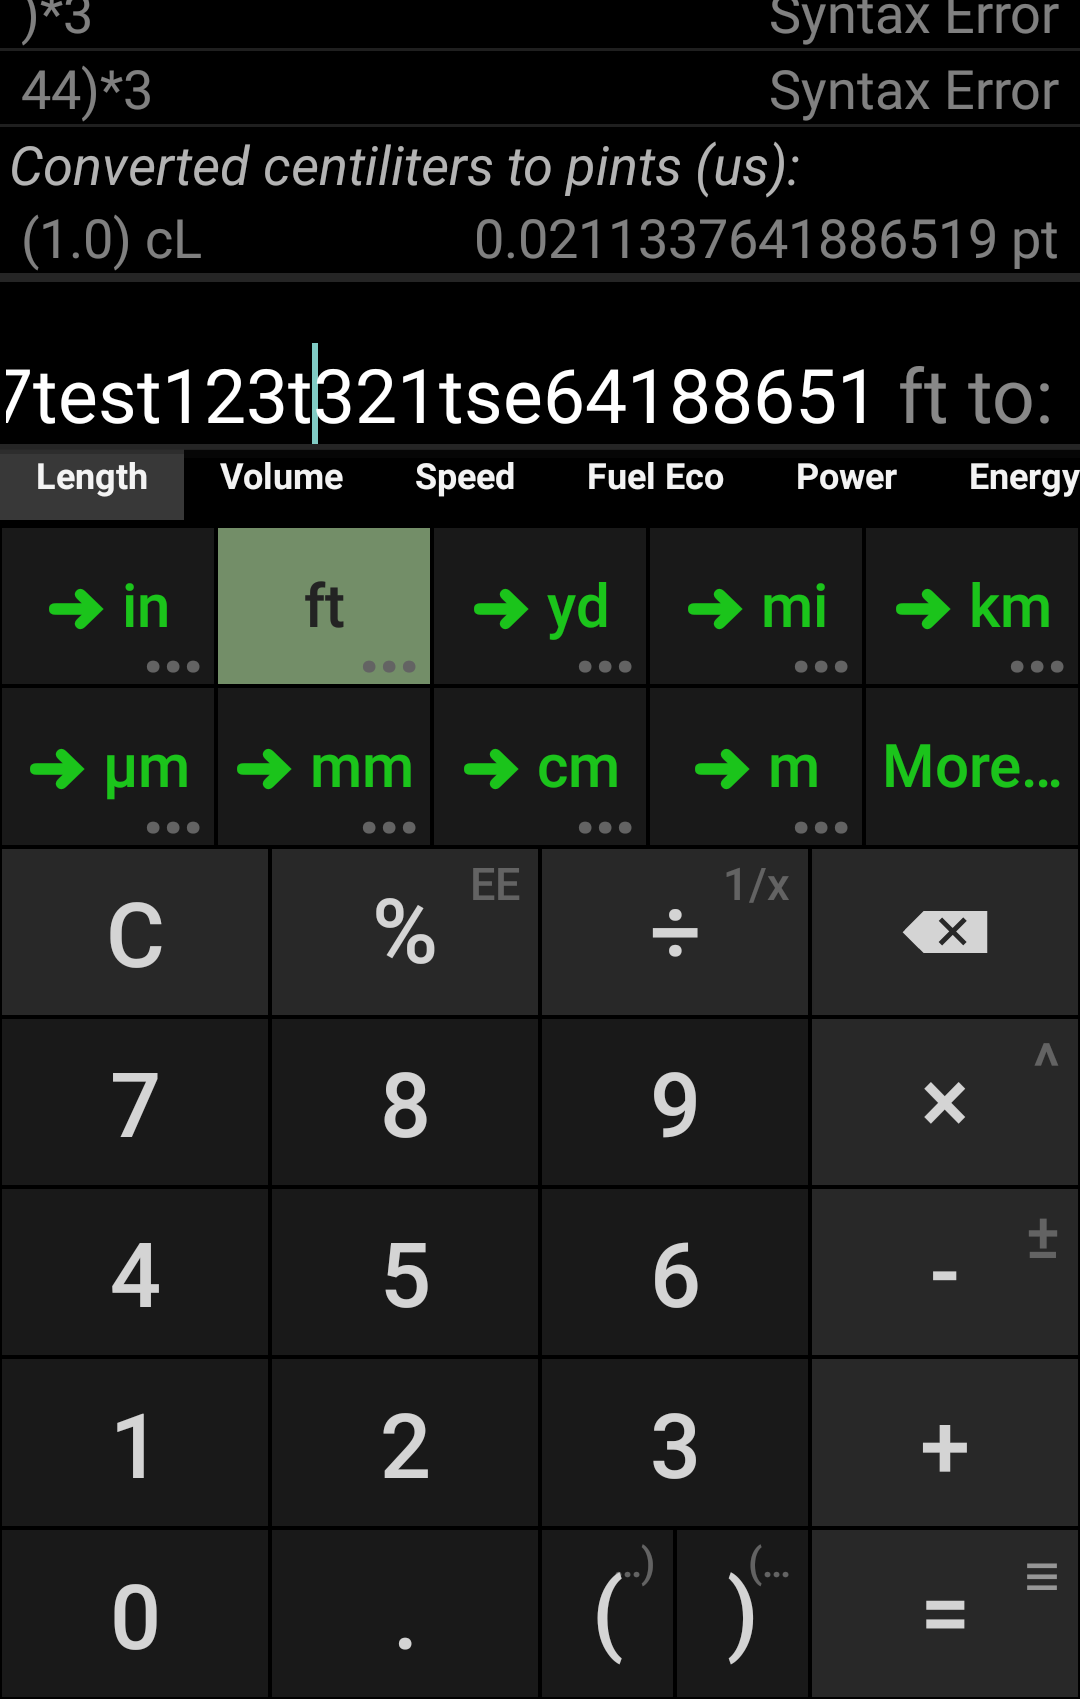 )*3 Syntax Error
44)*3 Syntax Error
Converted centiliters to pints (us):
(1.0) cL 0.0211337641886519 pt
7test123t321tse64188651 ft to:
Length Volume Speed Fuel Eco Power Energy
→ in ft → yd → mi → km
→ µm → mm → cm → m More...
C % EE ÷ 1/x
7 8 9 × ^
4 5 6 - ±
1 2 3 + 
0 . ( ..) ) (... = ≡